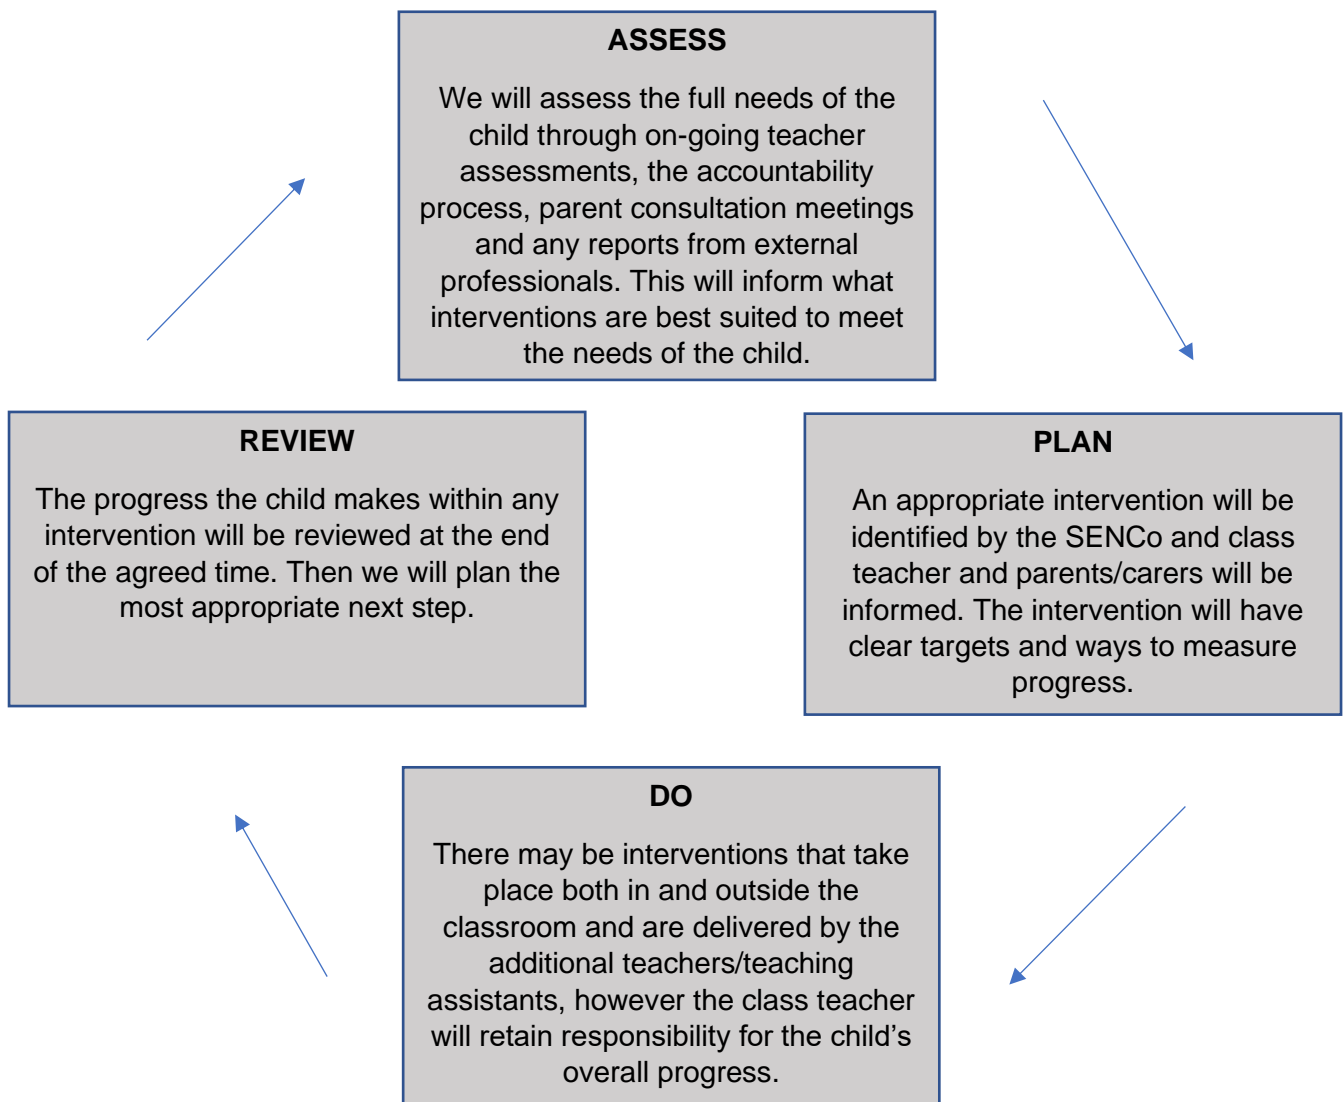 ASSESS
We will assess the full needs of the
child through on-going teacher
assessments, the accountability
process, parent consultation meetings
and any reports from external
professionals. This will inform what
interventions are best suited to meet
the needs of the child.
REVIEW
The progress the child makes within any
intervention will be reviewed at the end
of the agreed time. Then we will plan the
most appropriate next step.
PLAN
An appropriate intervention will be
identified by the SENCo and class
teacher and parents/carers will be
informed. The intervention will have
clear targets and ways to measure
progress.
DO
There may be interventions that take
place both in and outside the
classroom and are delivered by the
additional teachers/teaching
assistants, however the class teacher
will retain responsibility for the child’s
overall progress.